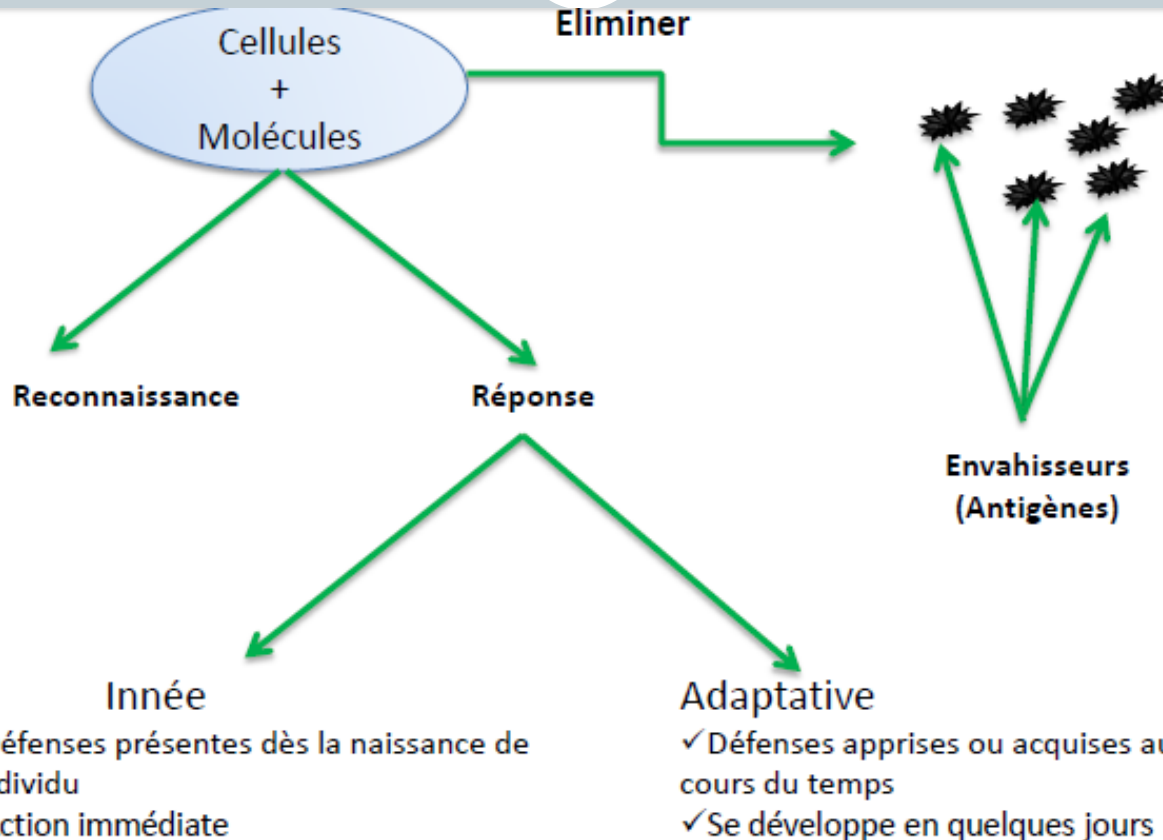 Eliminer
Cellules
+
Molécules
Reconnaissance
Réponse
Envahisseurs
(Antigènes)
Innée
éfenses présentes dès la naissance de
dividu
ction immédiate
Adaptative
✓Défenses apprises ou acquises au
cours du temps
✓Se développe en quelques jours